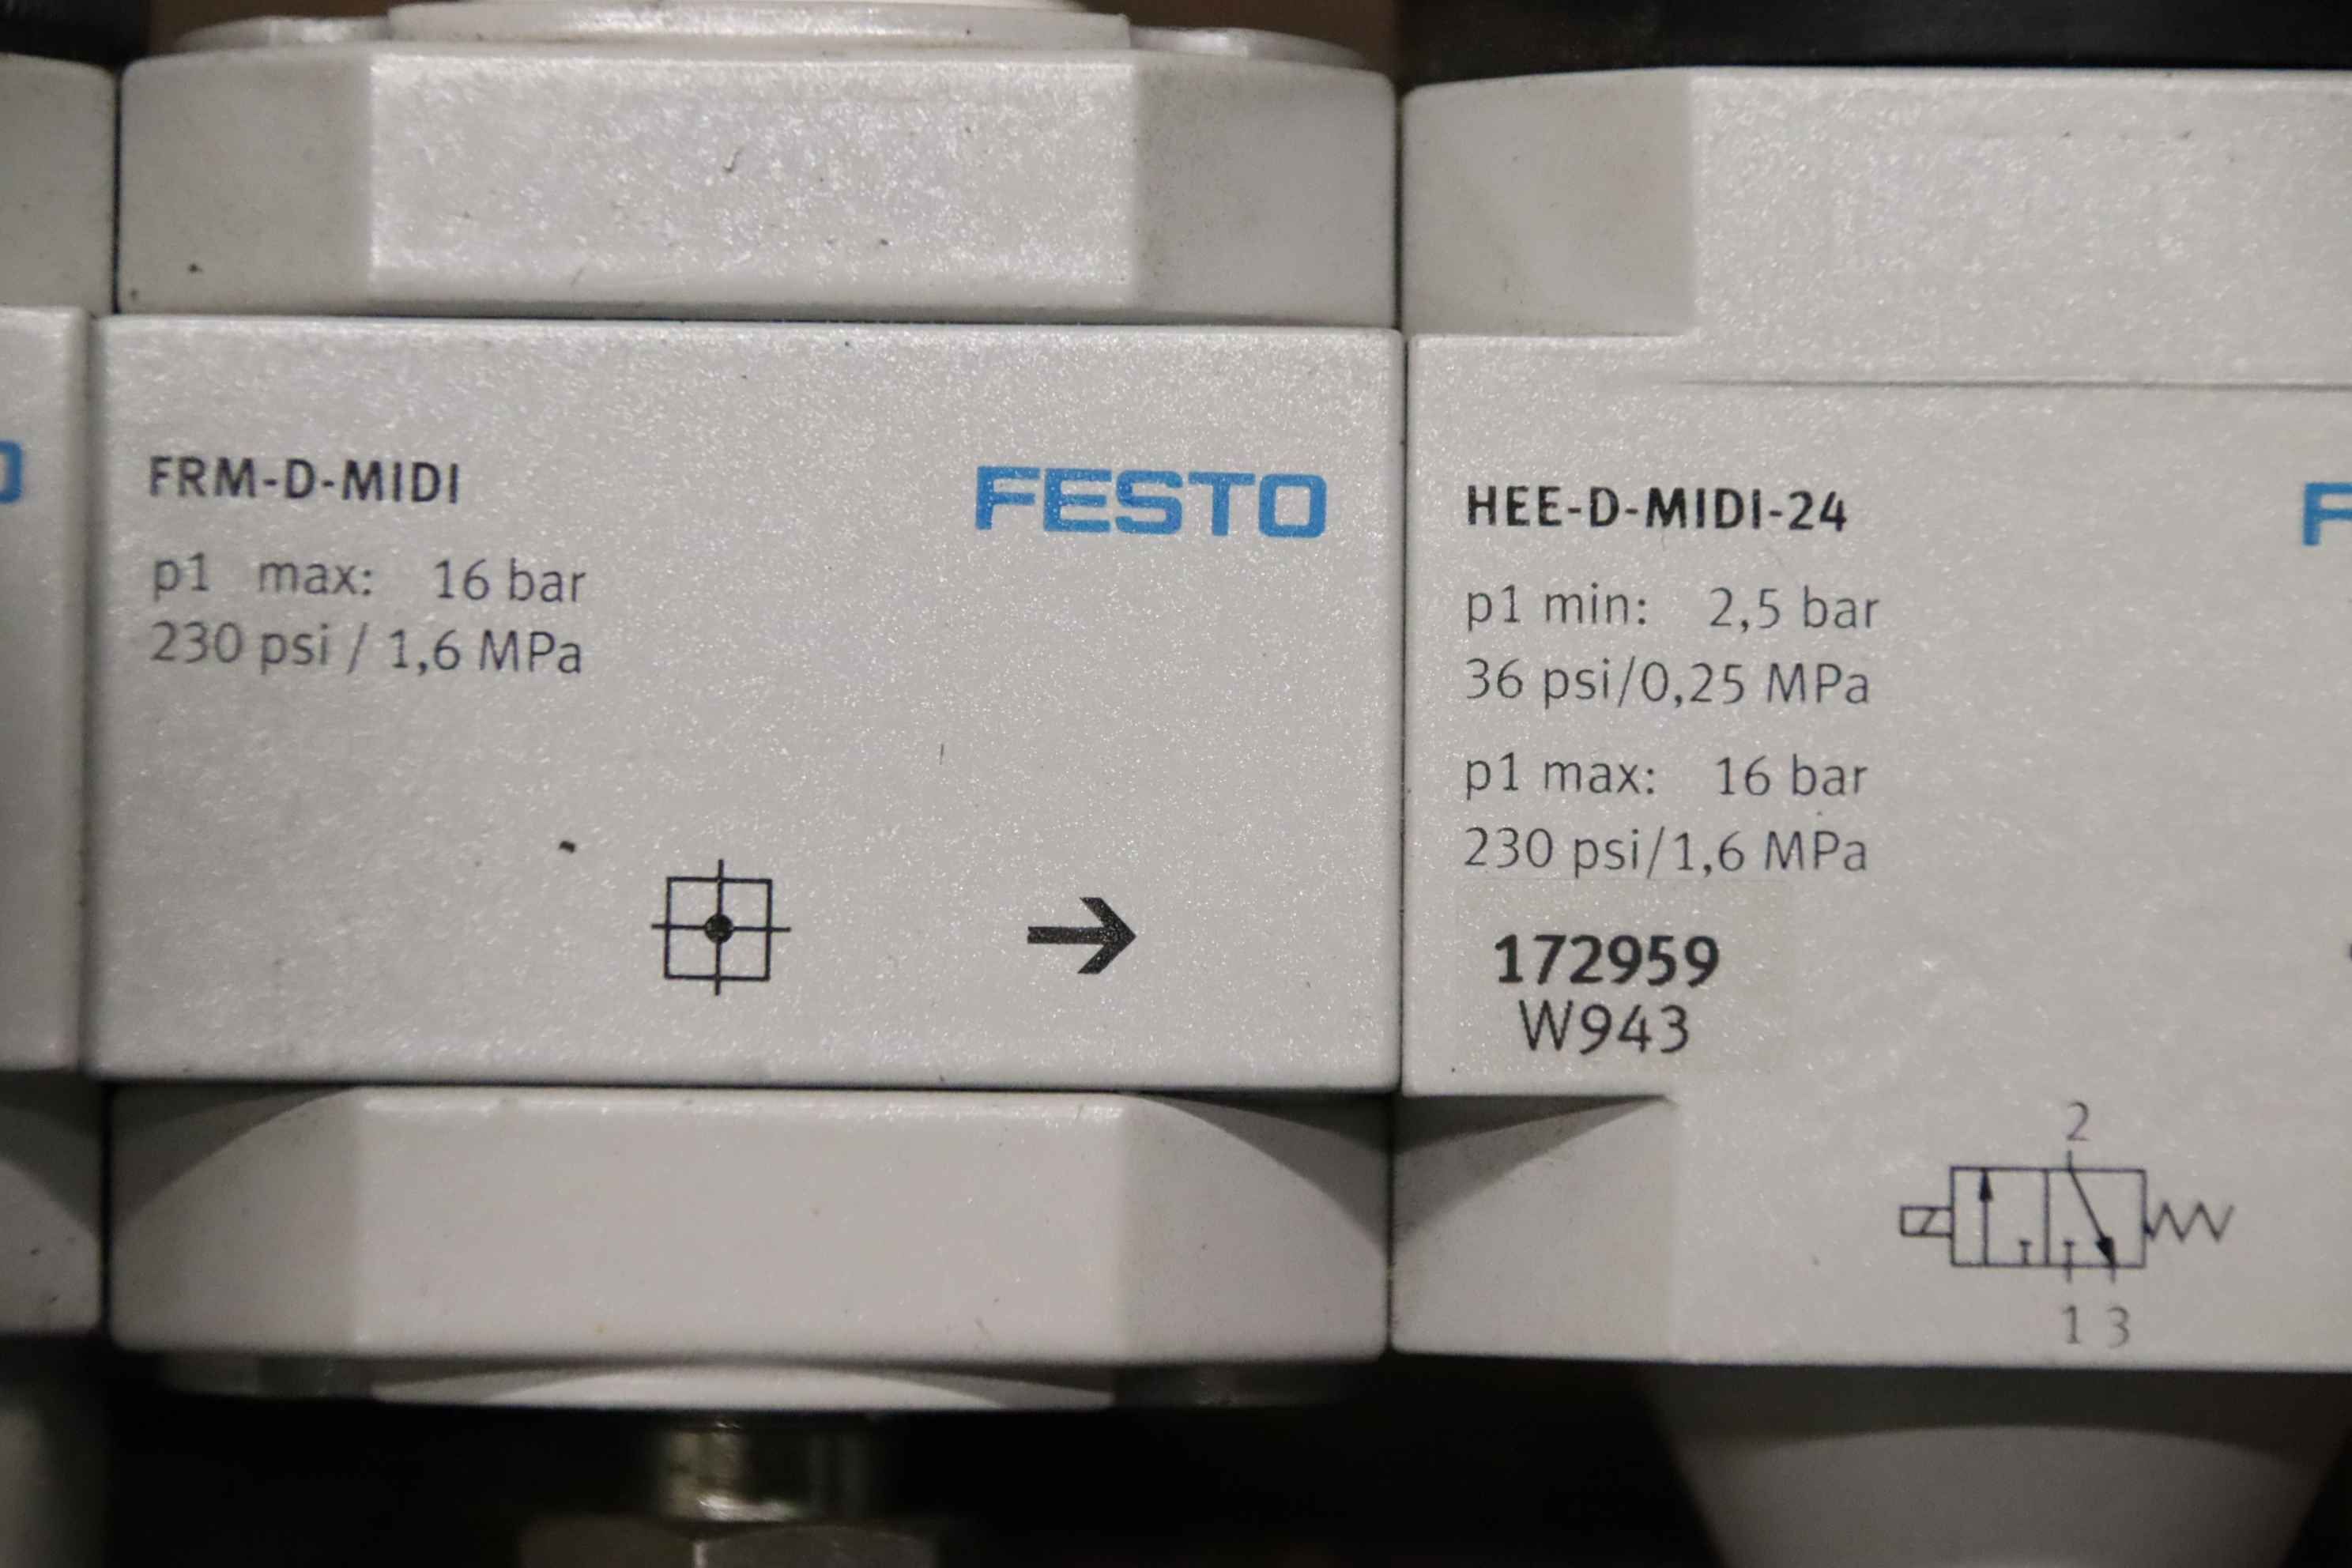 FRM-D-MIDI
FESTO
p1 max: 16 bar
230 psi / 1,6 MPa
HEE-D-MIDI-24
F
p1 min: 2,5 bar
36 psi/0,25 MPa
p1 max: 16 bar
230 psi/1,6 MPa
172959
W943
2
1 3